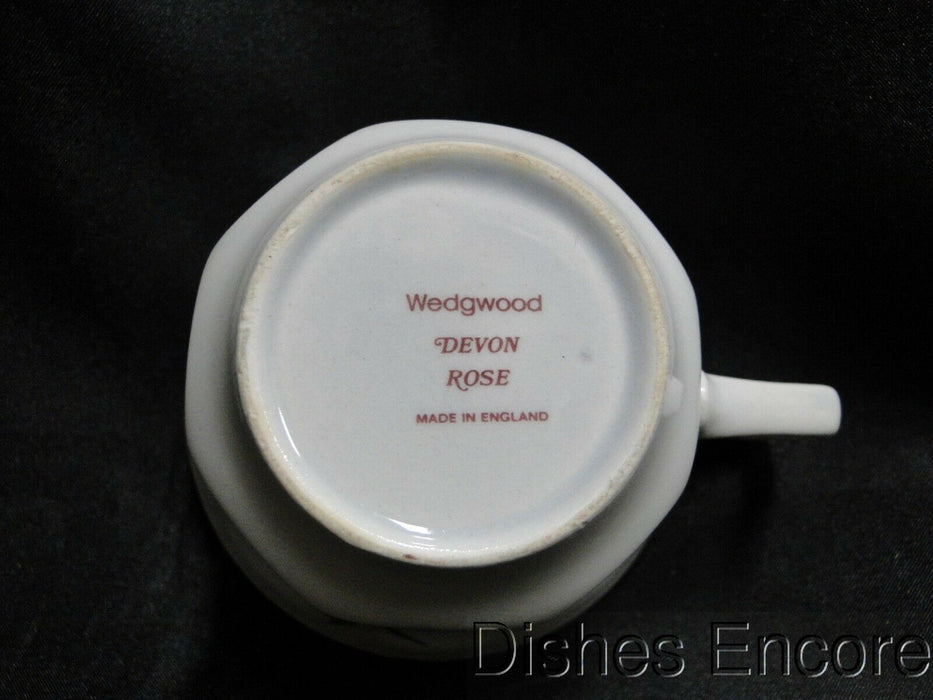 Wedgwood
DEVON
ROSE
MADE IN ENGLAND
Dishes Encore